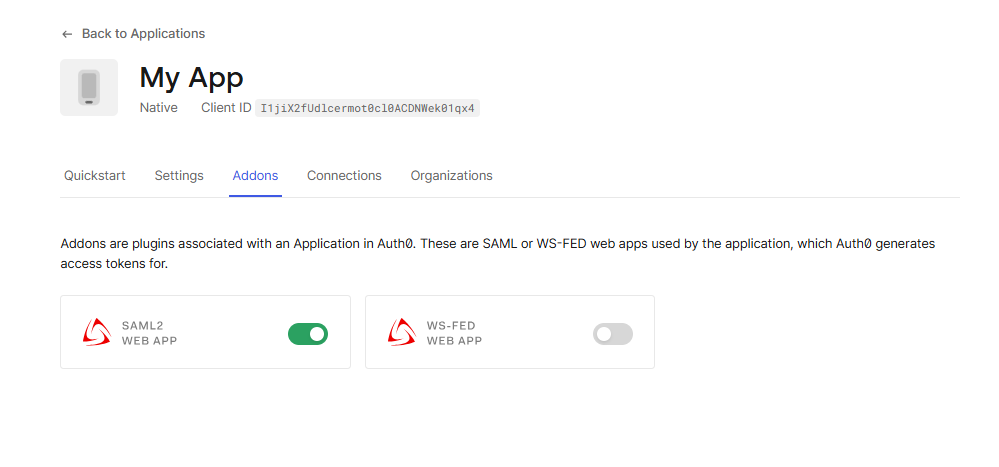 ← Back to Applications
My App
Native Client ID I1jiX2fUdlcermot0cl0ACDNWek01qx4
Quickstart Settings Addons Connections Organizations
Addons are plugins associated with an Application in Auth0. These are SAML or WS-FED web apps used by the application, which Auth0 generates
access tokens for.
SAML2
WEB APP
WS-FED
WEB APP